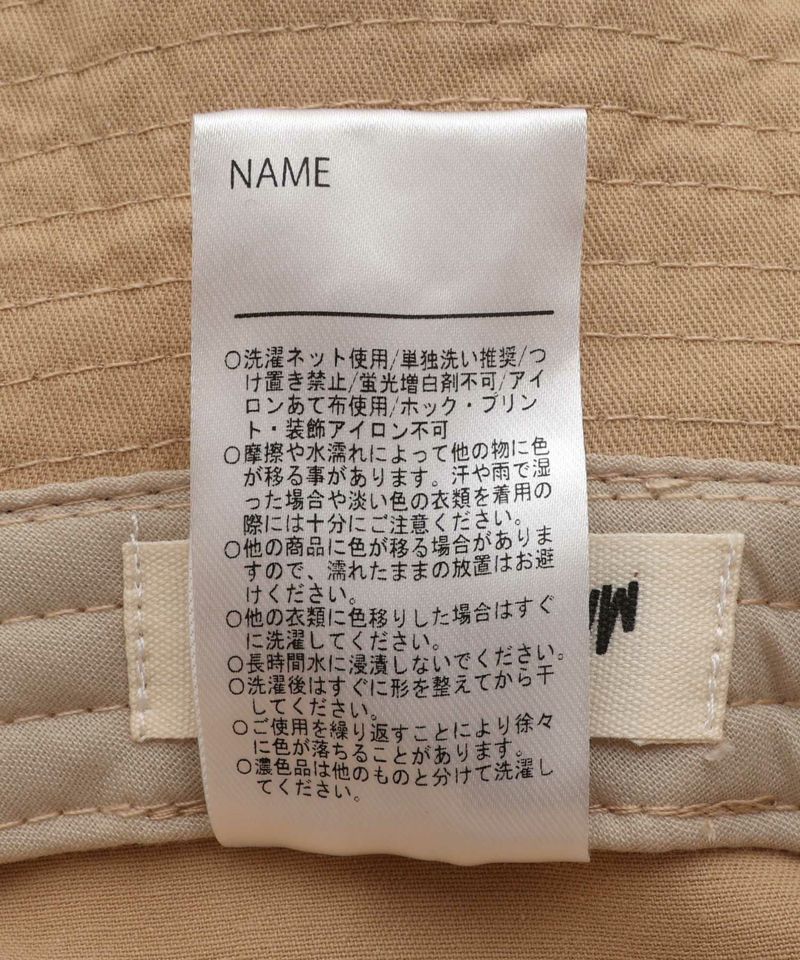 NAME
○洗濯ネット使用/単独洗い推奨/つ
け置き禁止/蛍光増白剤不可/アイ
ロンあて布使用/ホック・プリン
ト・装飾アイロン不可
○摩擦や水濡れによって他の物に色
が移る事があります。汗や雨で湿
った場合や淡い色の衣類を着用の
際には十分にご注意ください。
○他の商品に色が移る場合がありま
すので、濡れたままの放置はお避
けください。
○他の衣類に色移りした場合はすぐ
に洗濯してください。
○長時間水に浸漬しないでください。
○洗濯後はすぐに形を整えてから干
してください。
○ご使用を繰り返すことにより徐々
に色が落ちることがあります。
○濃色品は他のものと分けて洗濯し
てください。